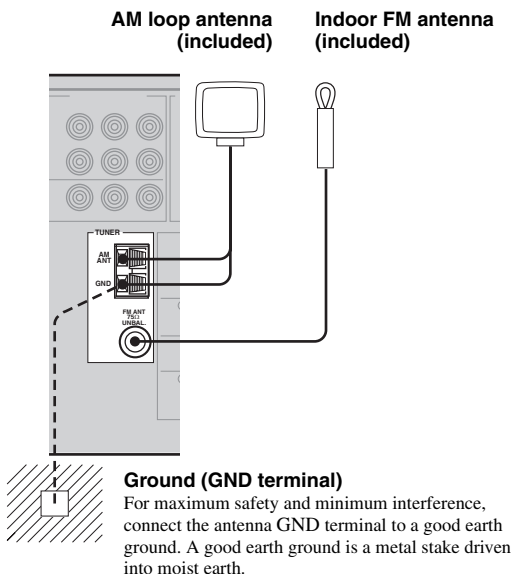 AM loop antenna
(included)
Indoor FM antenna
(included)
TUNER
AM
ANT
GND
FM ANT
75Ω
UNBAL.
Ground (GND terminal)
For maximum safety and minimum interference,
connect the antenna GND terminal to a good earth
ground. A good earth ground is a metal stake driven
into moist earth.